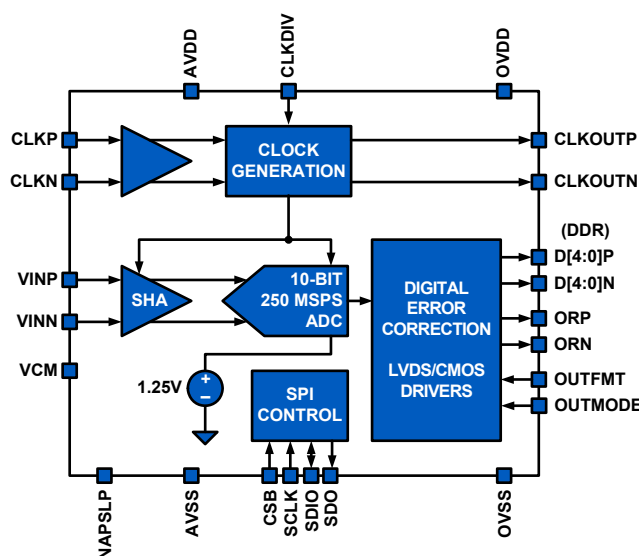 AVDD
CLKDIV
OVDD
CLKP
CLKN
CLOCK
GENERATION
CLKOUTP
CLKOUTN
(DDR)
D[4:0]P
D[4:0]N
ORP
ORN
OUTFMT
OUTMODE
VINP
VINN
VCM
SHA
10-BIT
250 MSPS
ADC
DIGITAL
ERROR
CORRECTION
LVDS/CMOS
DRIVERS
1.25V
+
−
SPI
CONTROL
NAPSLP
AVSS
CSB
SCLK
SDIO
SDO
OVSS